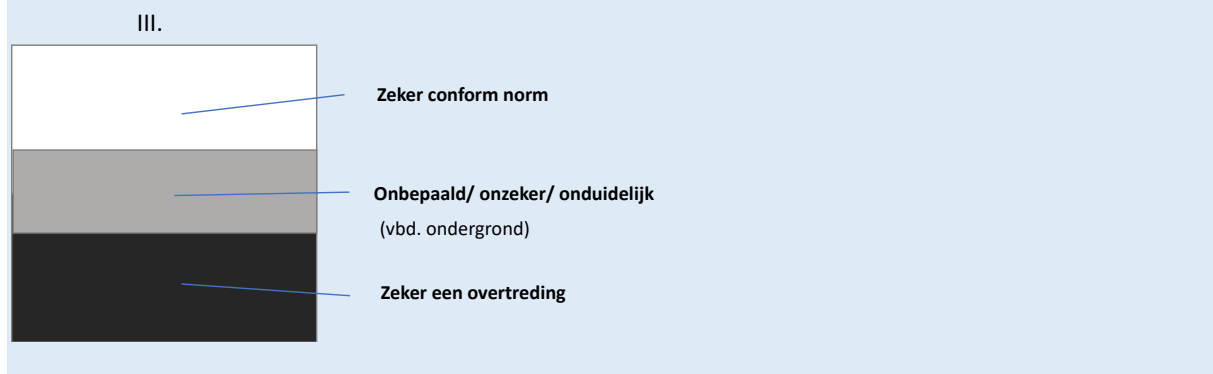 III.
Zeker conform norm
Onbepaald/ onzeker/ onduidelijk
(vbd. ondergrond)
Zeker een overtreding